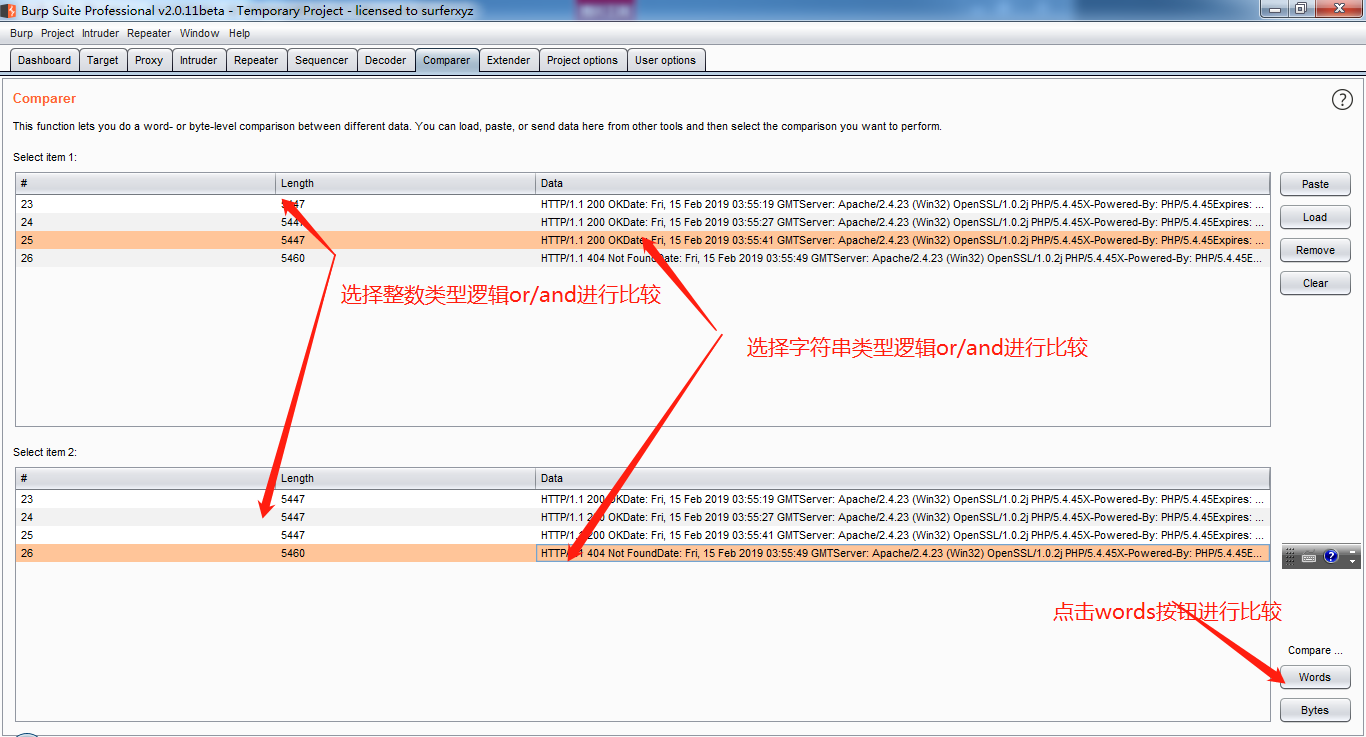 Burp Suite Professional v2.0.11beta - Temporary Project - licensed to surferxyz
Burp Project Intruder Repeater Window Help
Dashboard Target Proxy Intruder Repeater Sequencer Decoder Comparer Extender Project options User options
Comparer
?
This function lets you do a word- or byte-level comparison between different data. You can load, paste, or send data here from other tools and then select the comparison you want to perform.
Select item 1:
# Length Data
23 5447 HTTP/1.1 200 OKDate: Fri, 15 Feb 2019 03:55:19 GMTServer: Apache/2.4.23 (Win32) OpenSSL/1.0.2j PHP/5.4.45X-Powered-By: PHP/5.4.45Expires: ...
24 5447 HTTP/1.1 200 OKDate: Fri, 15 Feb 2019 03:55:27 GMTServer: Apache/2.4.23 (Win32) OpenSSL/1.0.2j PHP/5.4.45X-Powered-By: PHP/5.4.45Expires: ...
25 5447 HTTP/1.1 200 OKDate: Fri, 15 Feb 2019 03:55:41 GMTServer: Apache/2.4.23 (Win32) OpenSSL/1.0.2j PHP/5.4.45X-Powered-By: PHP/5.4.45Expires: ...
26 5460 HTTP/1.1 404 Not FoundDate: Fri, 15 Feb 2019 03:55:49 GMTServer: Apache/2.4.23 (Win32) OpenSSL/1.0.2j PHP/5.4.45X-Powered-By: PHP/5.4.45E...
Paste
Load
Remove
Clear
选择整数类型逻辑or/and进行比较
选择字符串类型逻辑or/and进行比较
Select item 2:
# Length Data
23 5447 HTTP/1.1 200 OKDate: Fri, 15 Feb 2019 03:55:19 GMTServer: Apache/2.4.23 (Win32) OpenSSL/1.0.2j PHP/5.4.45X-Powered-By: PHP/5.4.45Expires: ...
24 5447 HTTP/1.1 200 OKDate: Fri, 15 Feb 2019 03:55:27 GMTServer: Apache/2.4.23 (Win32) OpenSSL/1.0.2j PHP/5.4.45X-Powered-By: PHP/5.4.45Expires: ...
25 5447 HTTP/1.1 200 OKDate: Fri, 15 Feb 2019 03:55:41 GMTServer: Apache/2.4.23 (Win32) OpenSSL/1.0.2j PHP/5.4.45X-Powered-By: PHP/5.4.45Expires: ...
26 5460 HTTP/1.1 404 Not FoundDate: Fri, 15 Feb 2019 03:55:49 GMTServer: Apache/2.4.23 (Win32) OpenSSL/1.0.2j PHP/5.4.45X-Powered-By: PHP/5.4.45E...
?
点击words按钮进行比较
Compare ...
Words
Bytes